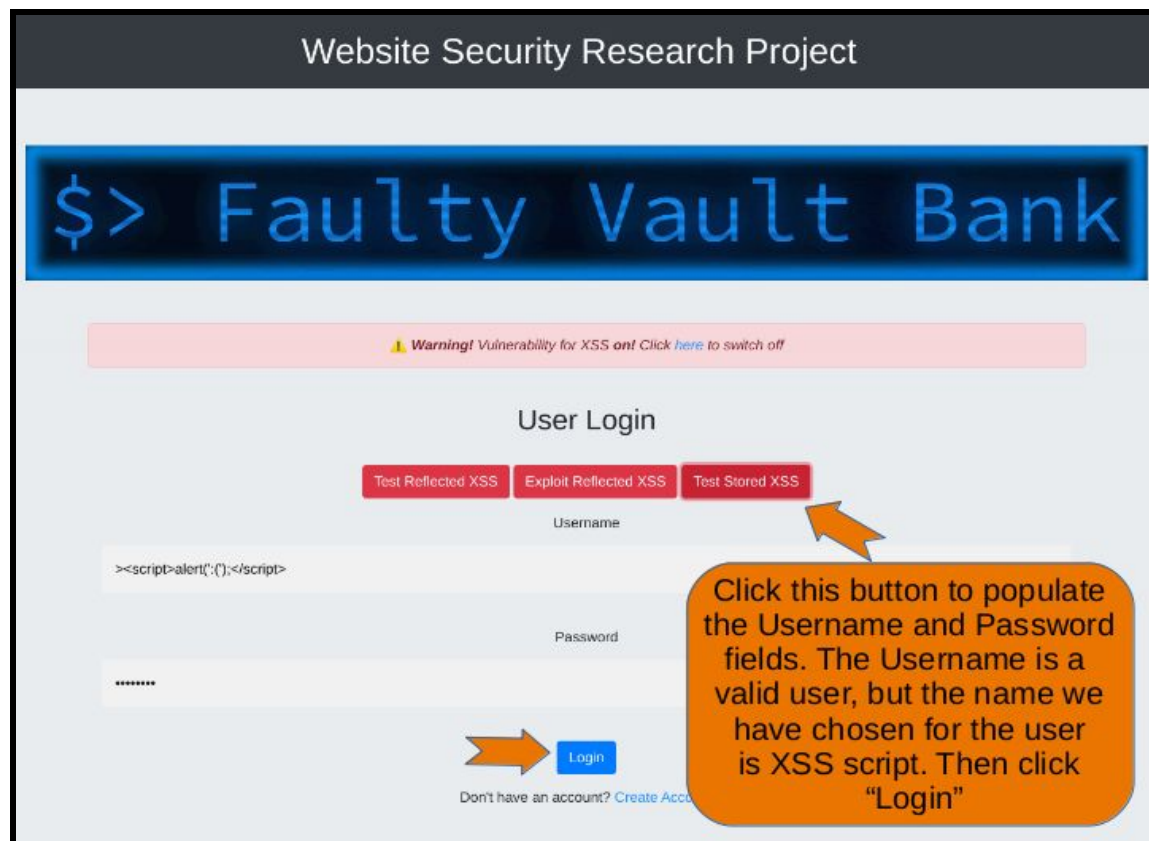 Website Security Research Project
$> Faulty Vault Bank
⚠ Warning! Vulnerability for XSS on! Click here to switch off
User Login
Test Reflected XSS
Exploit Reflected XSS
Test Stored XSS
Username
><script>alert(':(');</script>
Password
••••••••
Login
Don't have an account? Create
Click this button to populate
the Username and Password
fields. The Username is a
valid user, but the name we
have chosen for the user
is XSS script. Then click
“Login”